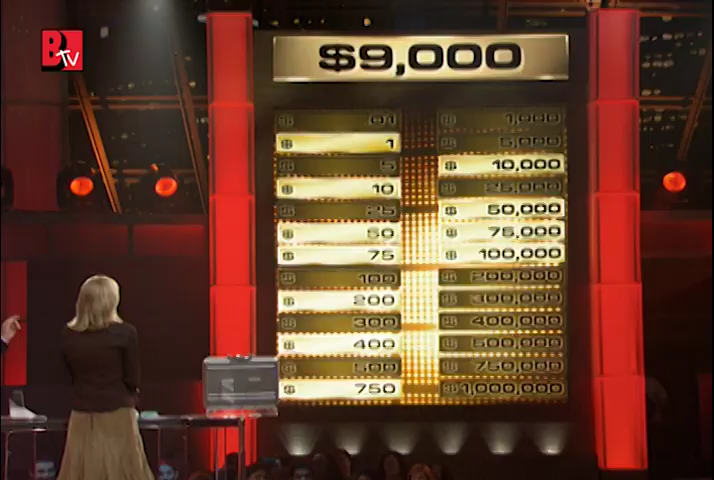 BTV
$9,000
$ .01 $ 1,000
$ 1 $ 5,000
$ 5 $ 10,000
$ 10 $ 25,000
$ 25 $ 50,000
$ 50 $ 75,000
$ 75 $ 100,000
$ 100 $ 200,000
$ 200 $ 300,000
$ 300 $ 400,000
$ 400 $ 500,000
$ 500 $ 750,000
$ 750 $1,000,000